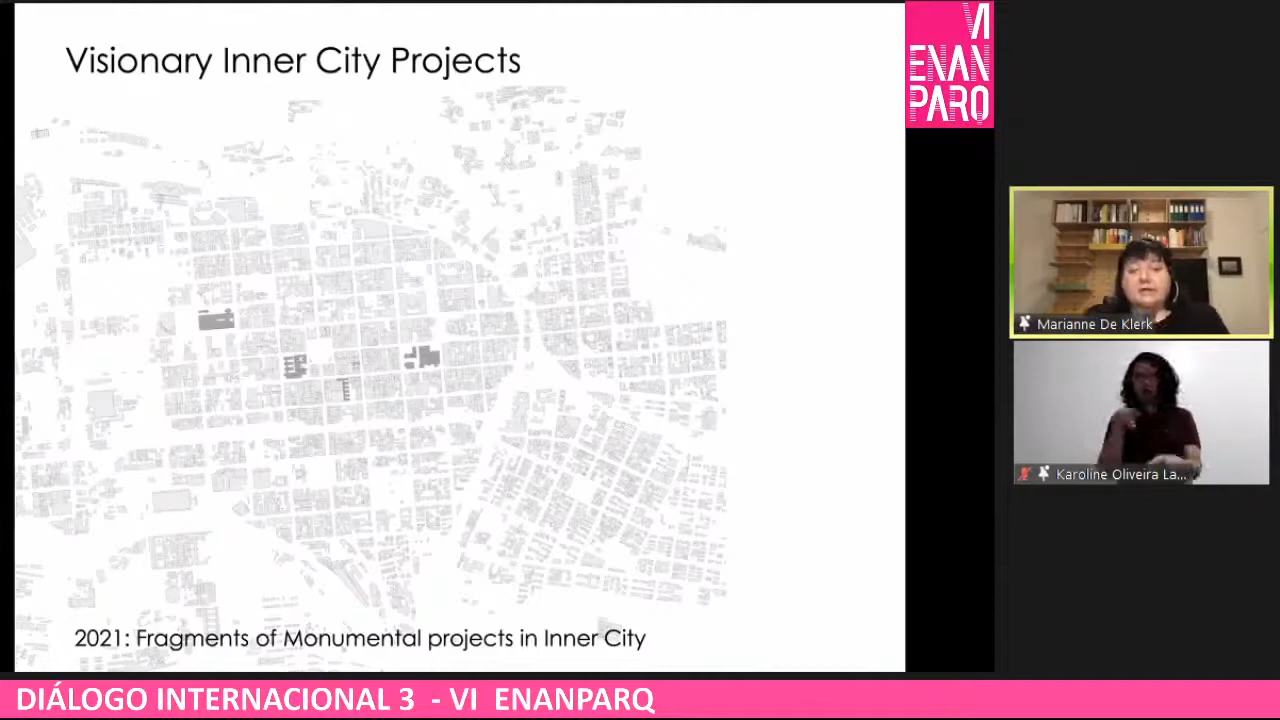 Visionary Inner City Projects
2021: Fragments of Monumental projects in Inner City
VI
ENAN
PARQ
Marianne De Klerk
Karoline Oliveira La...
DIÁLOGO INTERNACIONAL 3 - VI ENANPARQ